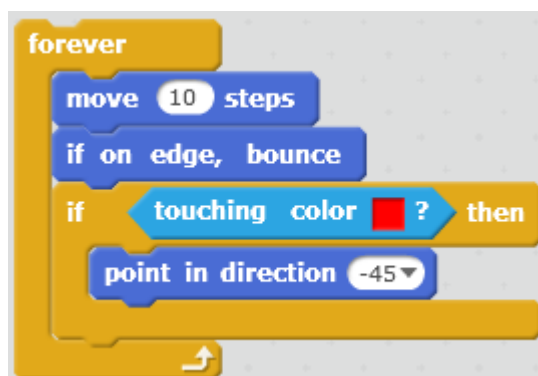 forever
move 10 steps
if on edge, bounce
if touching color ? then
point in direction -45